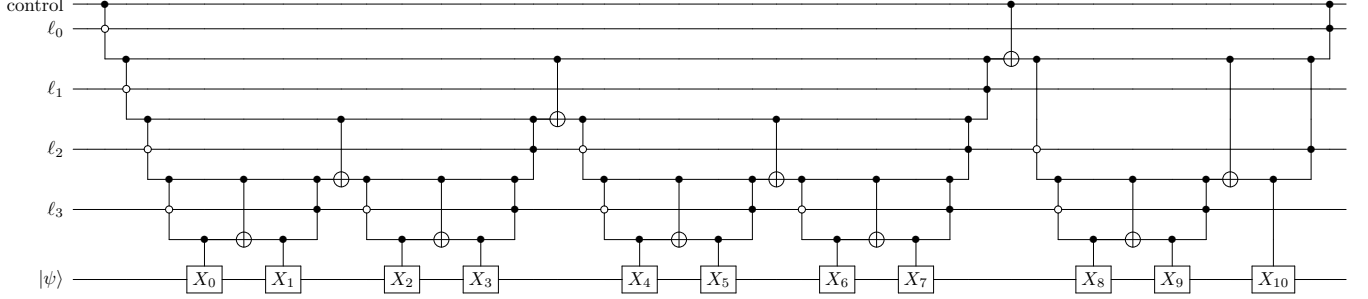 control
ℓ₀
ℓ₁
ℓ₂
ℓ₃
|ψ⟩ X₀ X₁ X₂ X₃ X₄ X₅ X₆ X₇ X₈ X₉ X₁₀